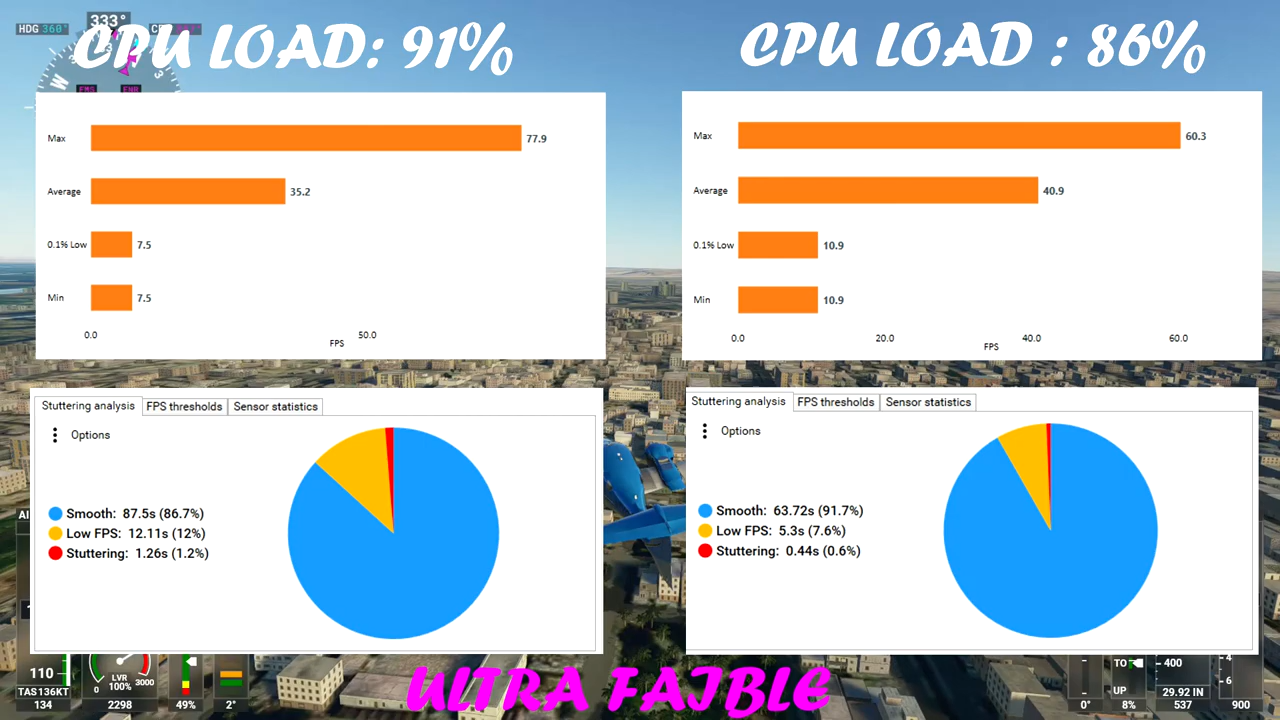 HDG 360°
333°
CPU LOAD: 91%
CPU LOAD : 86%
W
3
FMS
ENR
Max
77.9
Average
35.2
0.1% Low
7.5
Min
7.5
0.0
50.0
FPS
Max
60.3
Average
40.9
0.1% Low
10.9
Min
10.9
0.0
20.0
40.0
60.0
FPS
Stuttering analysis
FPS thresholds
Sensor statistics
Options
Smooth: 87.5s (86.7%)
Low FPS: 12.11s (12%)
Stuttering: 1.26s (1.2%)
Stuttering analysis
FPS thresholds
Sensor statistics
Options
Smooth: 63.72s (91.7%)
Low FPS: 5.3s (7.6%)
Stuttering: 0.44s (0.6%)
110
TAS136KT
134
0
LVR
100%
3000
2298
49%
2°
ULTRA FAIBLE
0°
TO
UP
8%
400
29.92 IN
537
4
6
900